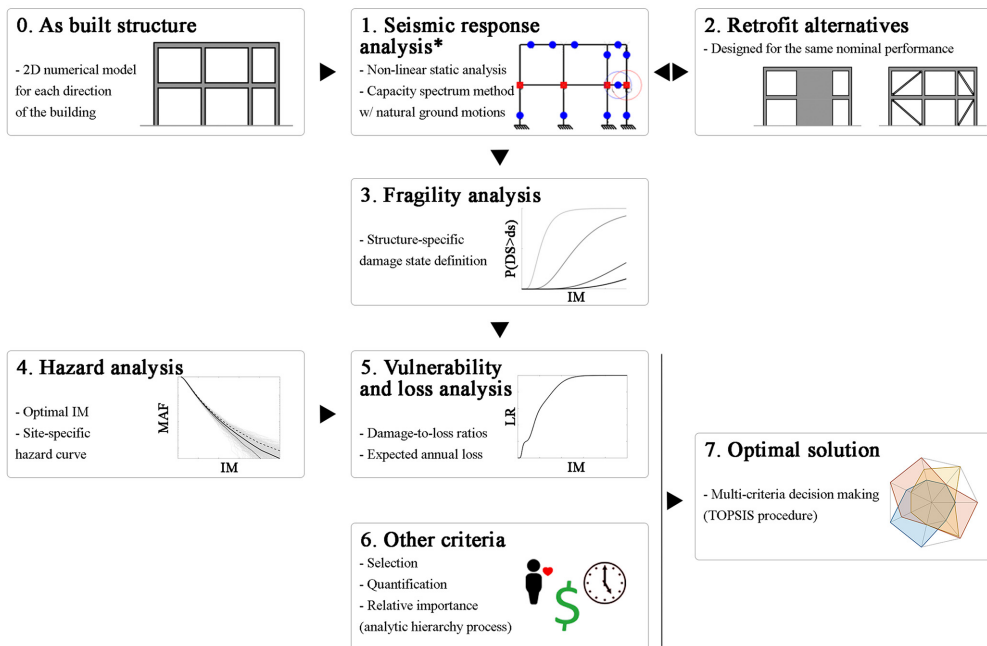 0. As built structure
- 2D numerical model
for each direction
of the building
1. Seismic response
analysis*
- Non-linear static analysis
- Capacity spectrum method
w/ natural ground motions
2. Retrofit alternatives
- Designed for the same nominal performance
3. Fragility analysis
- Structure-specific
damage state definition
P(DS>ds)
IM
4. Hazard analysis
- Optimal IM
- Site-specific
hazard curve
MAF
IM
5. Vulnerability
and loss analysis
- Damage-to-loss ratios
- Expected annual loss
LR
IM
6. Other criteria
- Selection
- Quantification
- Relative importance
(analytic hierarchy process)
$
7. Optimal solution
- Multi-criteria decision making
(TOPSIS procedure)